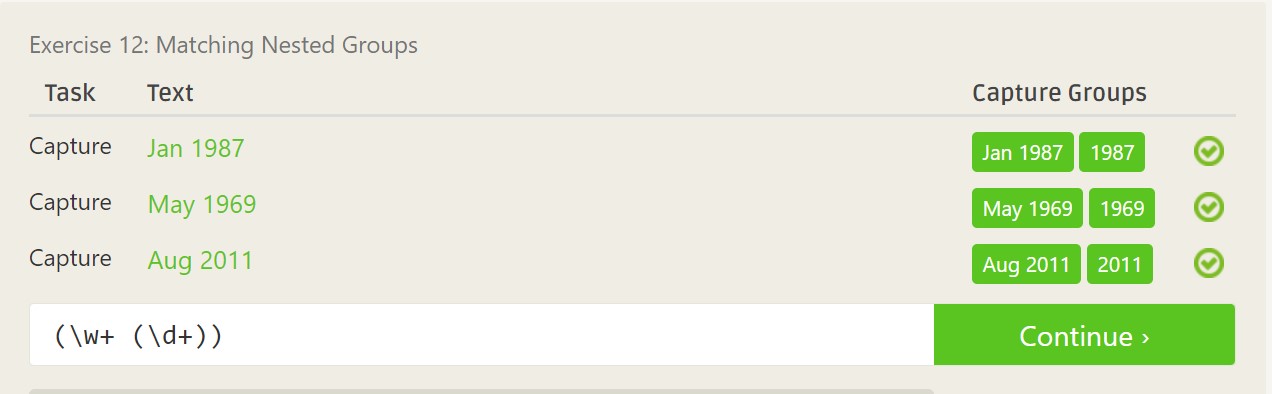 Exercise 12: Matching Nested Groups
Task Text Capture Groups
Capture Jan 1987 Jan 1987 1987
Capture May 1969 May 1969 1969
Capture Aug 2011 Aug 2011 2011
(\w+ (\d+)) Continue ›